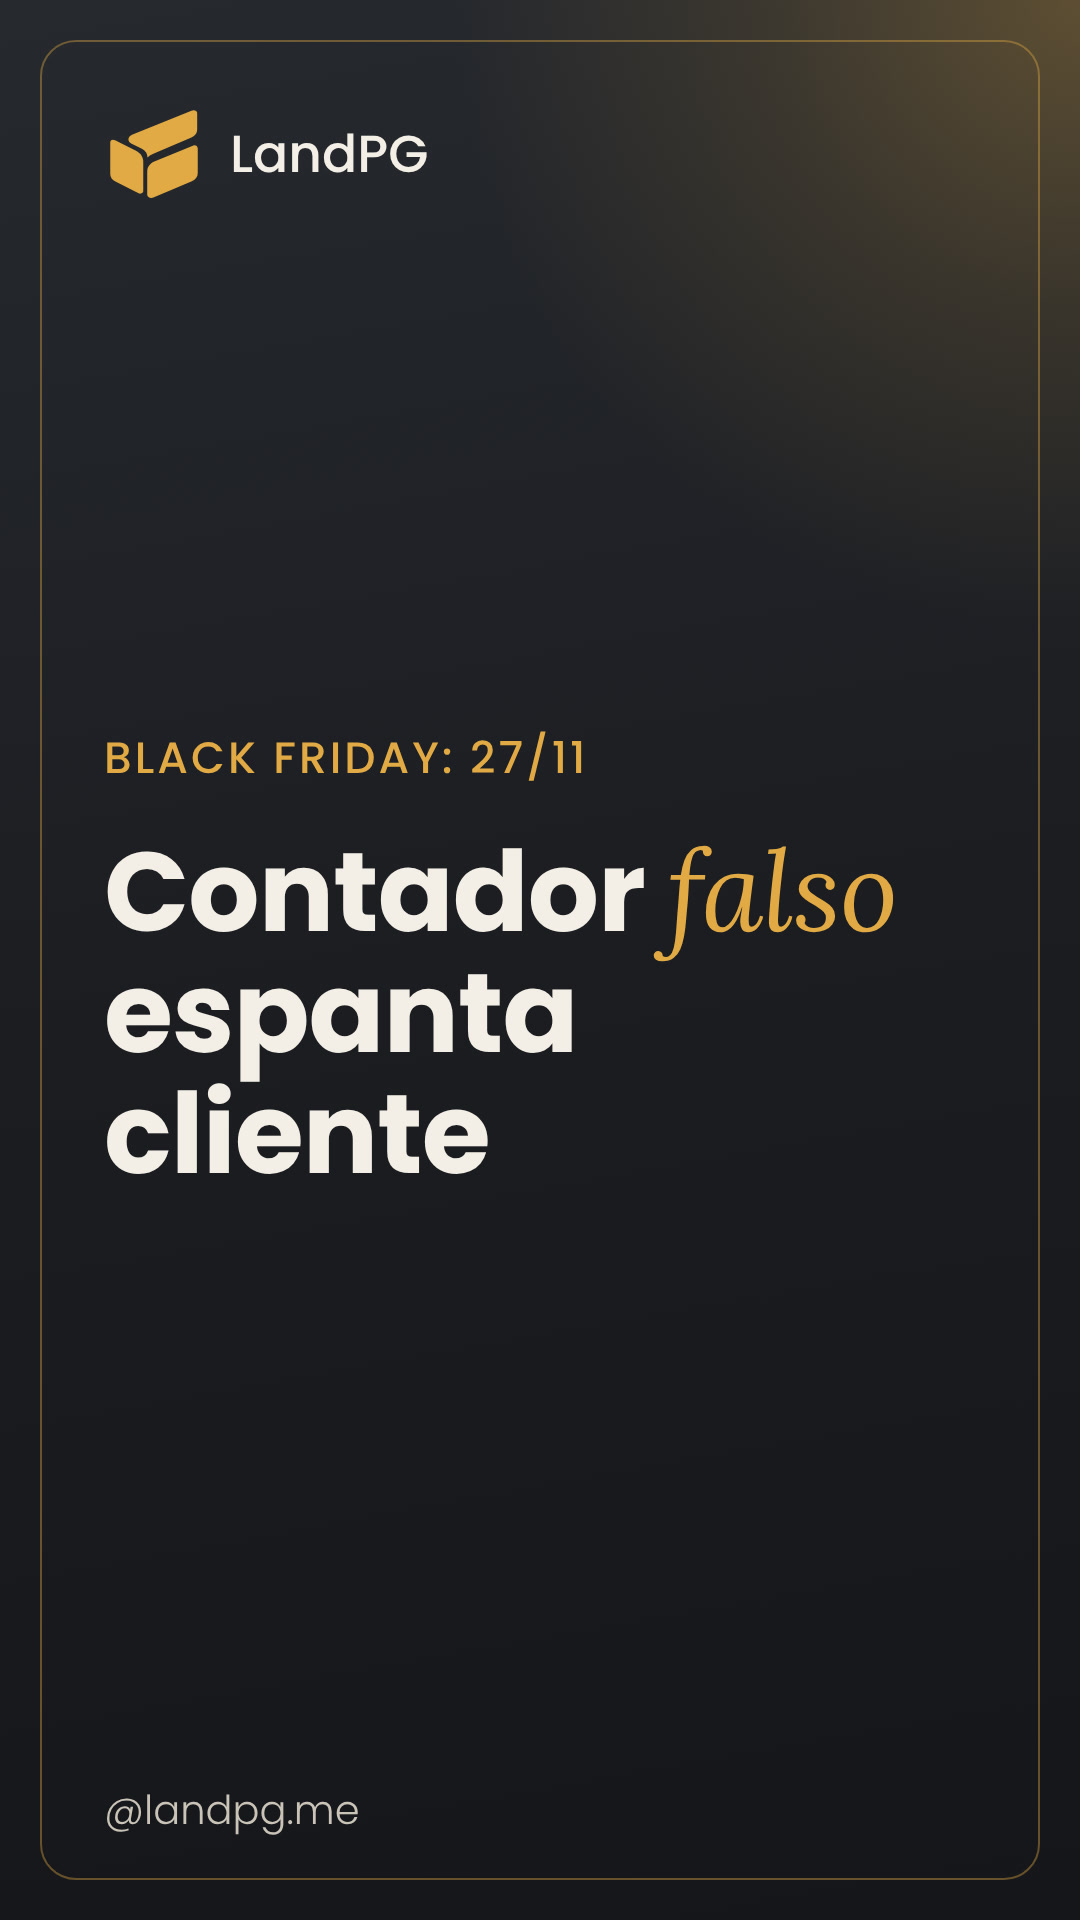 LandPG
BLACK FRIDAY: 27/11
Contador falso
espanta
cliente
@landpg.me